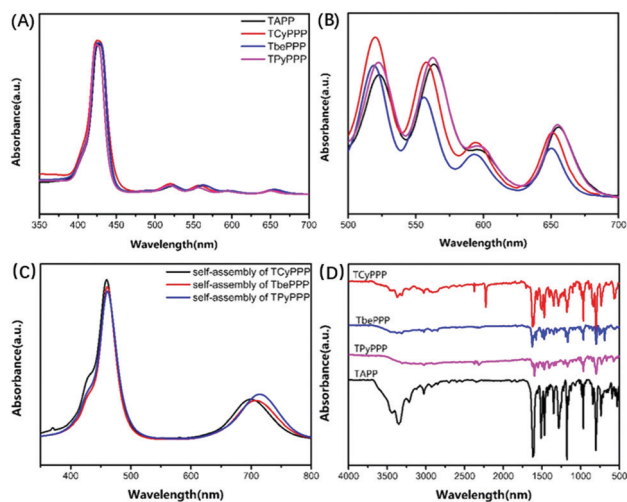 (A)
TAPP
TCyPPP
TbePPP
TPyPPP
Absorbance(a.u.)
350 400 450 500 550 600 650 700
Wavelength(nm)
(B)
Absorbance(a.u.)
500 550 600 650 700
Wavelength(nm)
(C)
self-assembly of TCyPPP
self-assembly of TbePPP
self-assembly of TPyPPP
Absorbance(a.u.)
400 500 600 700 800
Wavelength(nm)
(D)
TCyPPP
TbePPP
TPyPPP
TAPP
Absorbance(a.u.)
4000 3500 3000 2500 2000 1500 1000 500
Wavelength(nm)